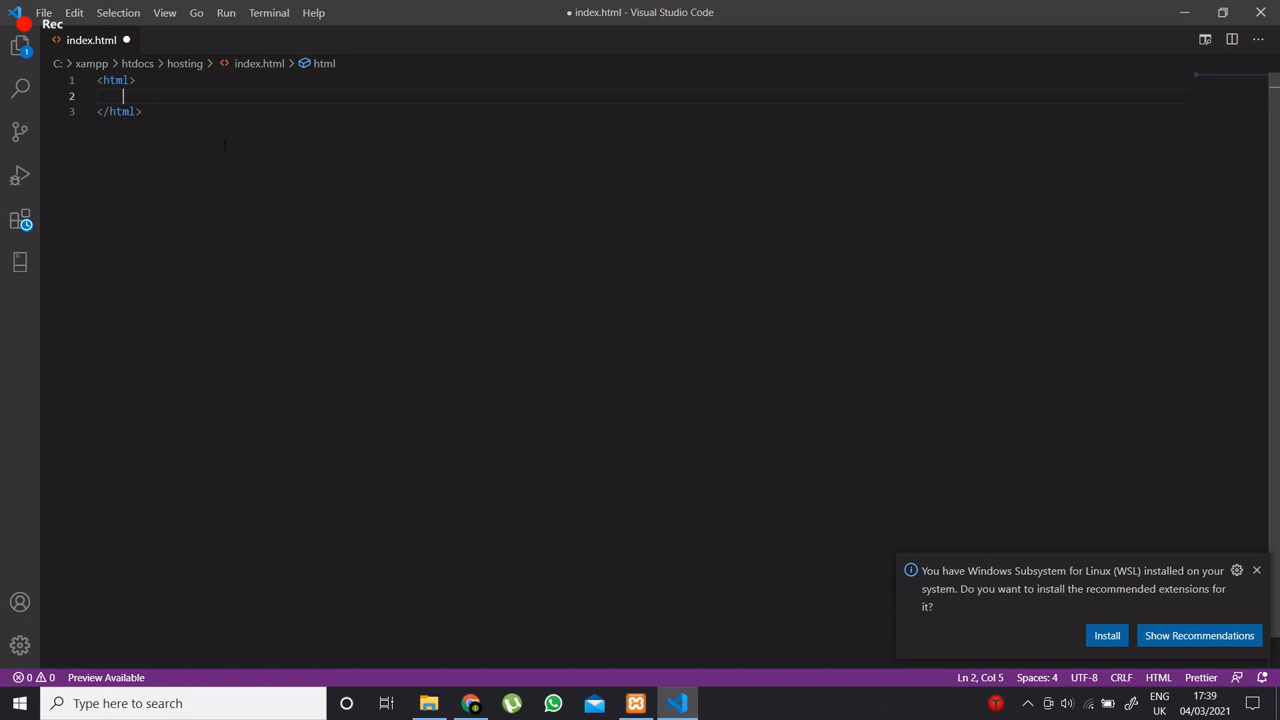 File Edit Selection View Go Run Terminal Help ● index.html - Visual Studio Code
Rec
index.html
C: > xampp > htdocs > hosting > index.html > html
1 <html>
2
3 </html>
1
You have Windows Subsystem for Linux (WSL) installed on your
system. Do you want to install the recommended extensions for
it?
Install Show Recommendations
0 0 Preview Available Ln 2, Col 5 Spaces: 4 UTF-8 CRLF HTML Prettier
Type here to search
ENG 17:39
UK 04/03/2021